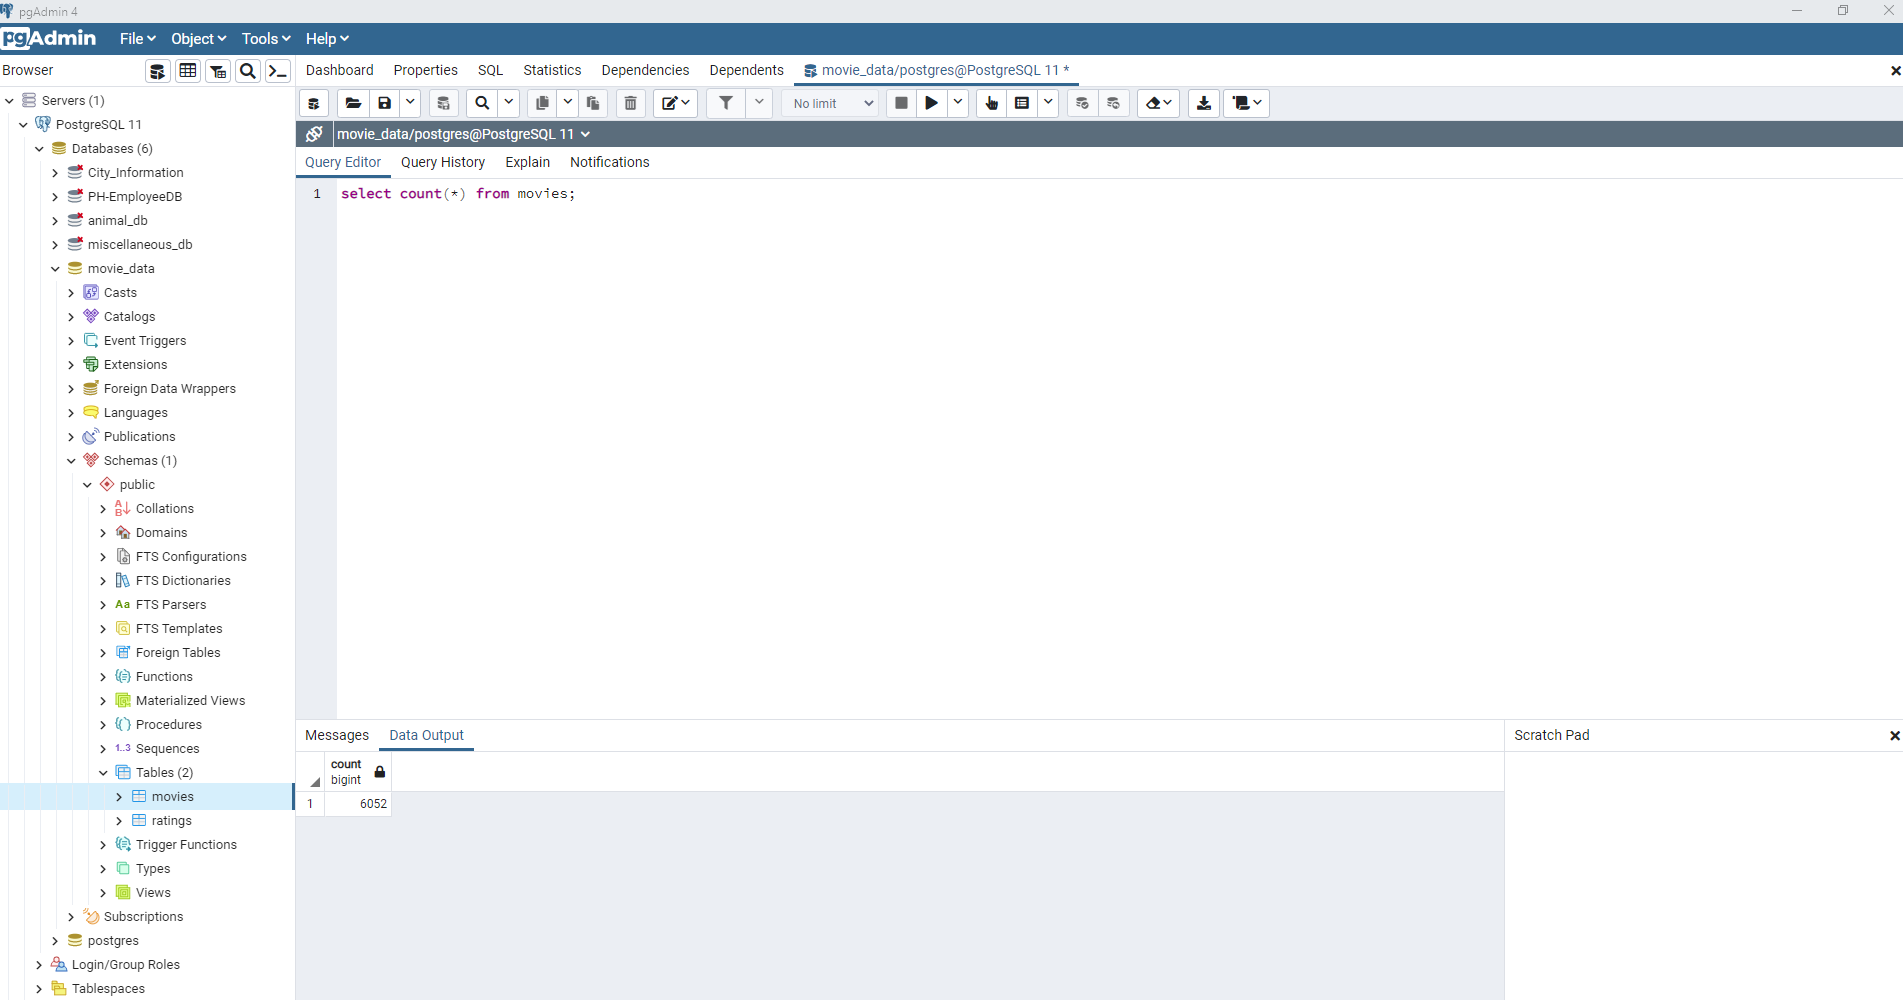 pgAdmin 4
pgAdmin File Object Tools Help
Browser
Dashboard Properties SQL Statistics Dependencies Dependents movie_data/postgres@PostgreSQL 11 *
No limit
movie_data/postgres@PostgreSQL 11
Query Editor Query History Explain Notifications
1 select count(*) from movies;
Servers (1)
PostgreSQL 11
Databases (6)
City_Information
PH-EmployeeDB
animal_db
miscellaneous_db
movie_data
Casts
Catalogs
Event Triggers
Extensions
Foreign Data Wrappers
Languages
Publications
Schemas (1)
public
Collations
Domains
FTS Configurations
FTS Dictionaries
Aa FTS Parsers
FTS Templates
Foreign Tables
Functions
Materialized Views
Procedures
1..3 Sequences
Tables (2)
movies
ratings
Trigger Functions
Types
Views
Subscriptions
postgres
Login/Group Roles
Tablespaces
Messages Data Output
count
bigint
1 6052
Scratch Pad